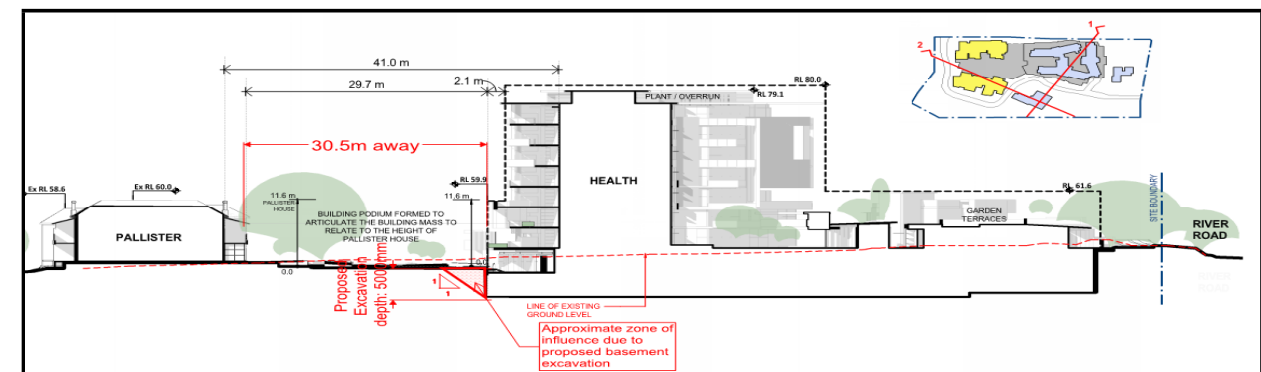 41.0 m
29.7 m
2.1 m
30.5m away
RL 80.0
PLANT / OVERRUN
RL 79.1
1
2
Ex RL 58.6
Ex RL 60.0
11.6 m
PALLISTER
HOUSE
RL 59.9
11.6 m
HEALTH
RL 61.6
SITE BOUNDARY
GARDEN
TERRACES
RIVER
ROAD
PALLISTER
BUILDING PODIUM FORMED TO
ARTICULATE THE BUILDING MASS TO
RELATE TO THE HEIGHT OF
PALLISTER HOUSE
0.0
0.0
Proposed
Excavation
depth: 5000mm
1
1
LINE OF EXISTING
GROUND LEVEL
RIVER
ROAD
Approximate zone of
influence due to
proposed basement
excavation